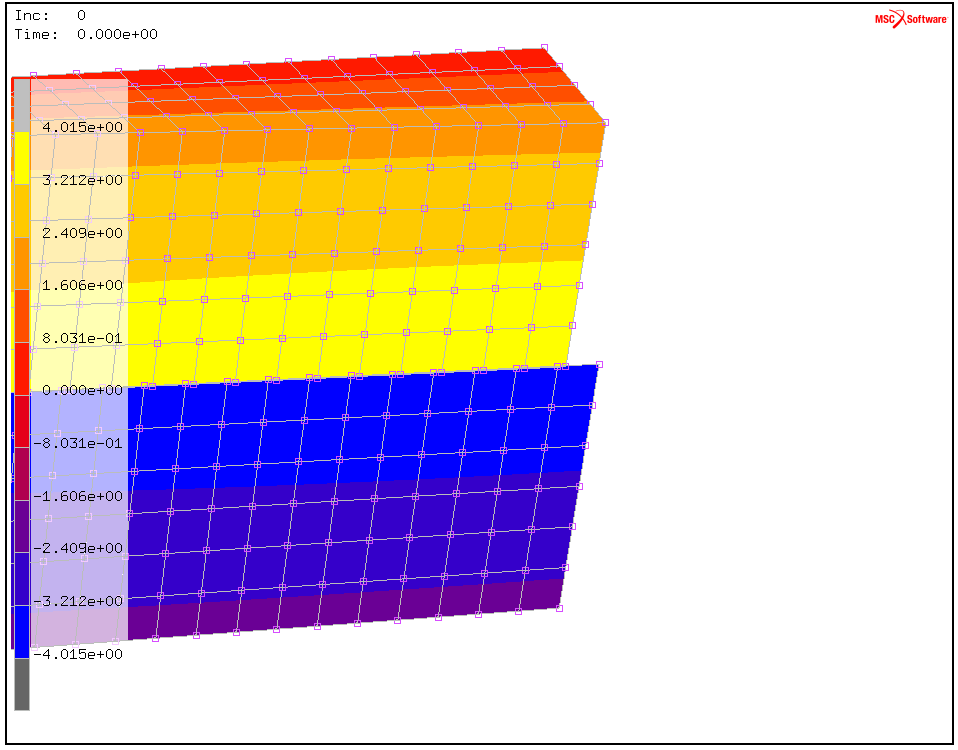 Inc: 0
Time: 0.000e+00
MSC Software
4.015e+00
3.212e+00
2.409e+00
1.606e+00
8.031e-01
0.000e+00
-8.031e-01
-1.606e+00
-2.409e+00
-3.212e+00
-4.015e+00